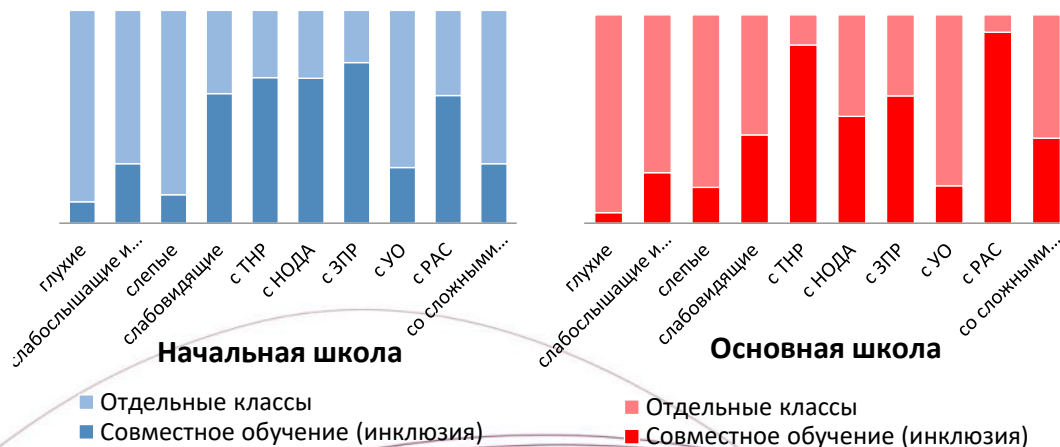 глухие
слабослышащие и...
слепые
слабовидящие
с ТНР
с НОДА
с ЗПР
с УО
с РАС
со сложными...
Начальная школа
Отдельные классы
Совместное обучение (инклюзия)
глухие
слабослышащие и...
слепые
слабовидящие
с ТНР
с НОДА
с ЗПР
с УО
с РАС
со сложными...
Основная школа
Отдельные классы
Совместное обучение (инклюзия)